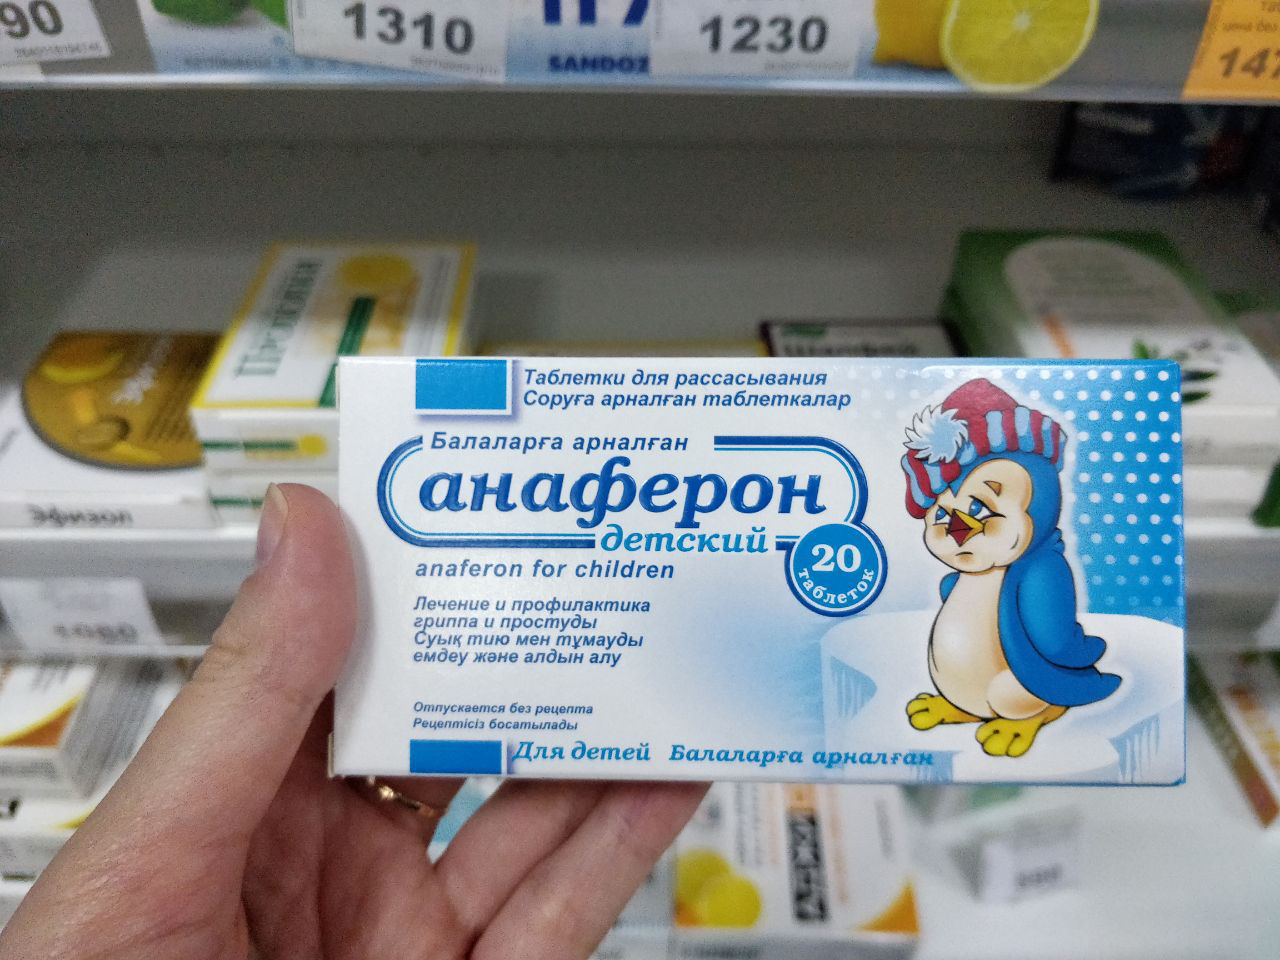 90
1310
1230
SANDOZ
147
Таблетки для рассасывания
Соруға арналған таблеткалар
Балаларға арналған
анаферон
детский
20
таблеток
anaferon for children
Лечение и профилактика
гриппа и простуды
Суық тию мен тұмауды
емдеу және алдын алу
Отпускается без рецепта
Рецептісіз босатылады
Для детей Балаларға арналған
Эфизол